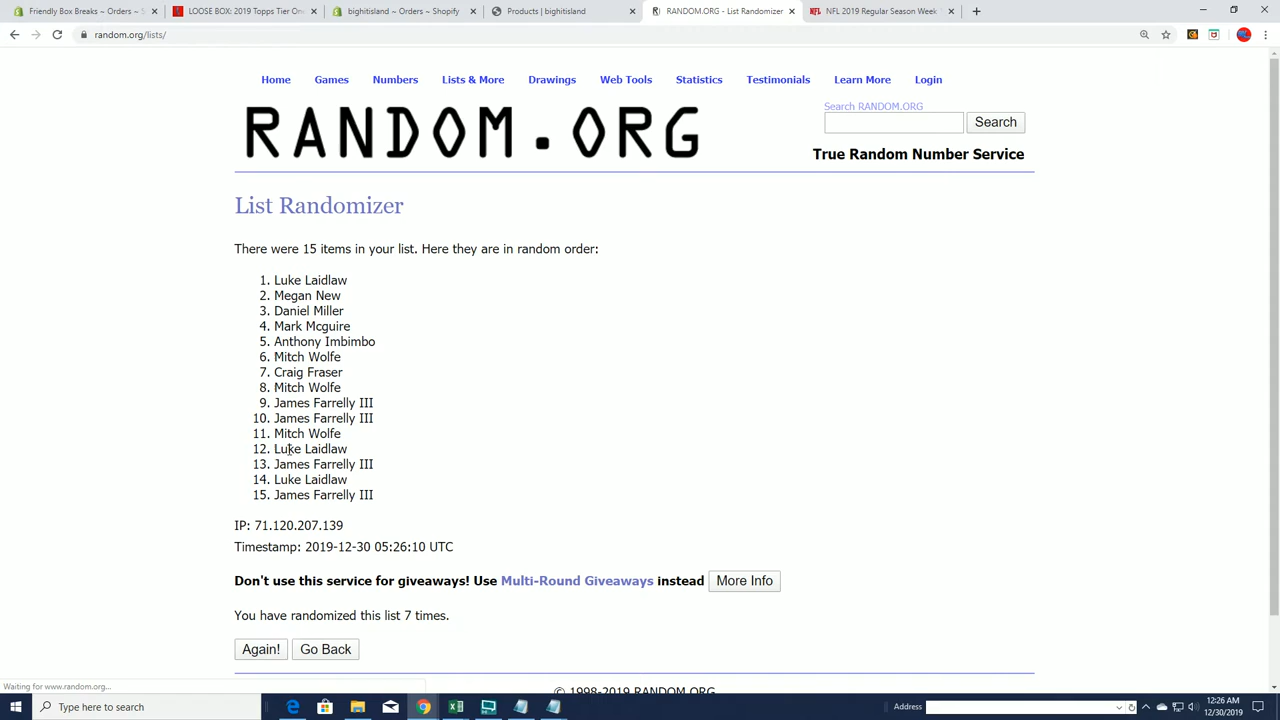 Friendly Box Breaks ~ Orders ~ S
LOOSE BOX: 2019 Topps Tier One
bighitisland ~ Orders ~ Shopify
Products | bighitisland
RANDOM.ORG - List Randomizer
NFL 2019 Regular Season Week
random.org/lists/
Home Games Numbers Lists & More Drawings Web Tools Statistics Testimonials Learn More Login
RANDOM.ORG
Search RANDOM.ORG
Search
True Random Number Service
List Randomizer
There were 15 items in your list. Here they are in random order:
1. Luke Laidlaw
2. Megan New
3. Daniel Miller
4. Mark Mcguire
5. Anthony Imbimbo
6. Mitch Wolfe
7. Craig Fraser
8. Mitch Wolfe
9. James Farrelly III
10. James Farrelly III
11. Mitch Wolfe
12. Luke Laidlaw
13. James Farrelly III
14. Luke Laidlaw
15. James Farrelly III
IP: 71.120.207.139
Timestamp: 2019-12-30 05:26:10 UTC
Don't use this service for giveaways! Use Multi-Round Giveaways instead More Info
You have randomized this list 7 times.
Again! Go Back
Waiting for www.random.org...
© 1998-2019 RANDOM.ORG
Type here to search
Address
12:26 AM
12/30/2019